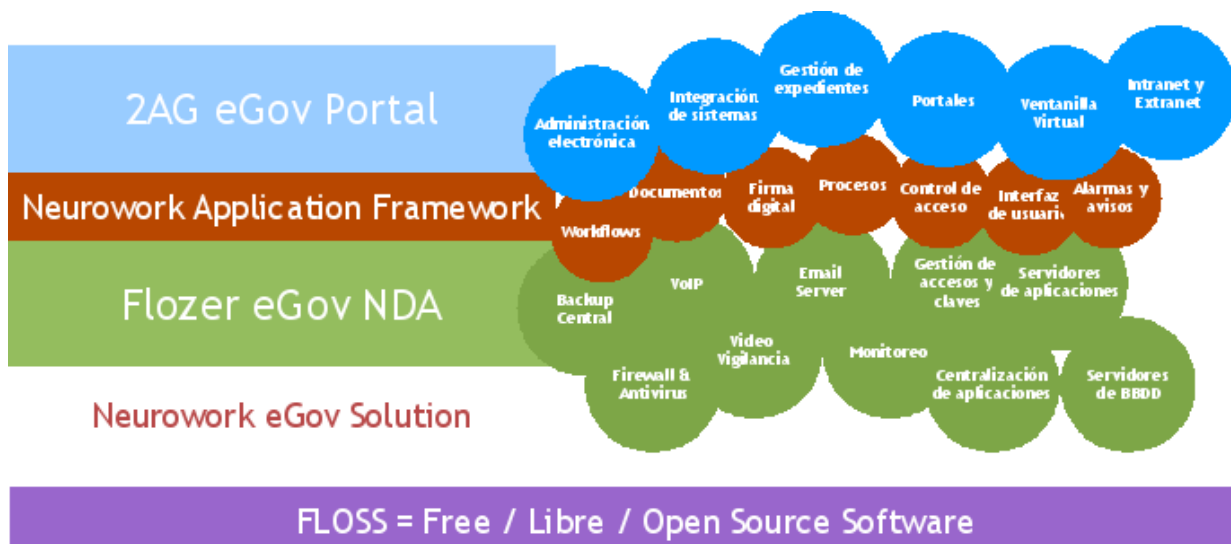 2AG eGov Portal
Administración
electrónica
Integración
de sistemas
Gestión de
expedientes
Portales
Ventanilla
Virtual
Intranet y
Extranet
Neurowork Application Framework
Workflows
Documentos
Firma
digital
Procesos
Control de
acceso
Interfaz
de usuari
Alarmas y
avisos
Flozer eGov NDA
Backup
Central
VoIP
Email
Server
Gestión de
accesos y
claves
Servidores
de aplicaciones
Firewall &
Antivirus
Video
Vigilancia
Monitoreo
Centralización
de aplicaciones
Servidores
de BBDD
Neurowork eGov Solution
FLOSS = Free / Libre / Open Source Software